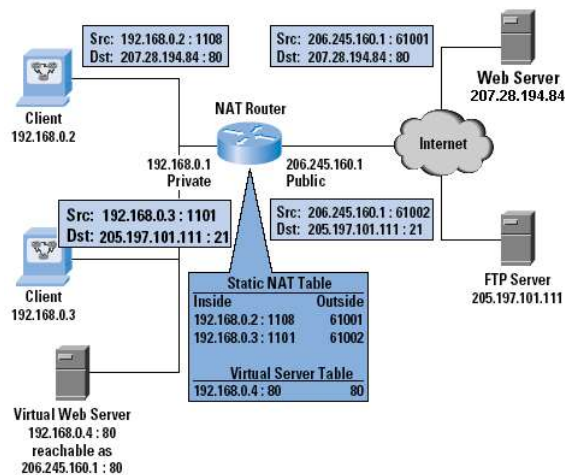 Src: 192.168.0.2 : 1108
Dst: 207.28.194.84 : 80
Src: 206.245.160.1 : 61001
Dst: 207.28.194.84 : 80
Client
192.168.0.2
Web Server
207.28.194.84
NAT Router
Internet
192.168.0.1
Private
206.245.160.1
Public
Src: 192.168.0.3 : 1101
Dst: 205.197.101.111 : 21
Src: 206.245.160.1 : 61002
Dst: 205.197.101.111 : 21
Client
192.168.0.3
FTP Server
205.197.101.111
Static NAT Table
Inside Outside
192.168.0.2 : 1108 61001
192.168.0.3 : 1101 61002
Virtual Server Table
192.168.0.4 : 80 80
Virtual Web Server
192.168.0.4 : 80
reachable as
206.245.160.1 : 80